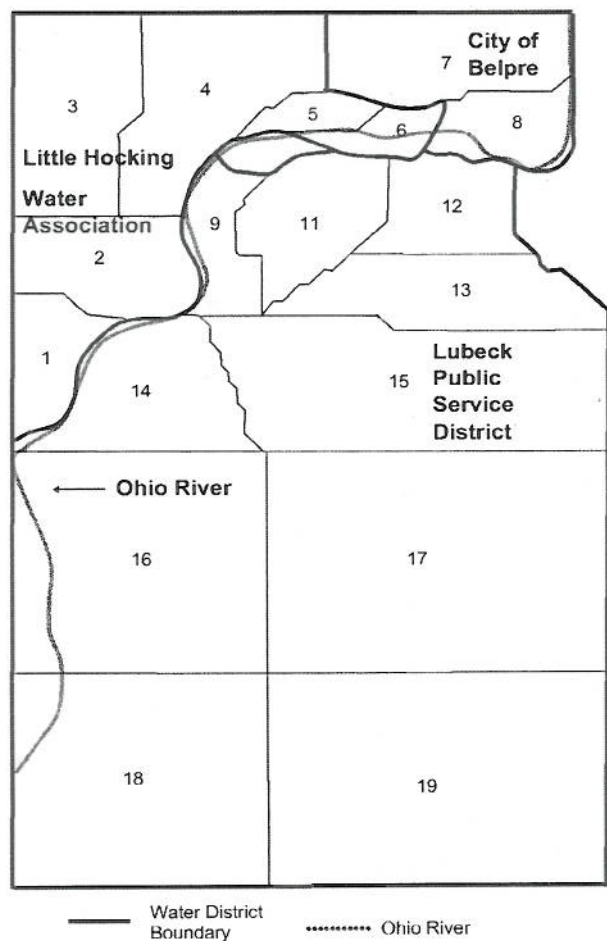 7
City of
Belpre
3
4
5
6
8
Little Hocking
Water
Association
2
9
11
12
13
1
14
15
Lubeck
Public
Service
District
Ohio River
16
17
18
19
Water District
Boundary
Ohio River